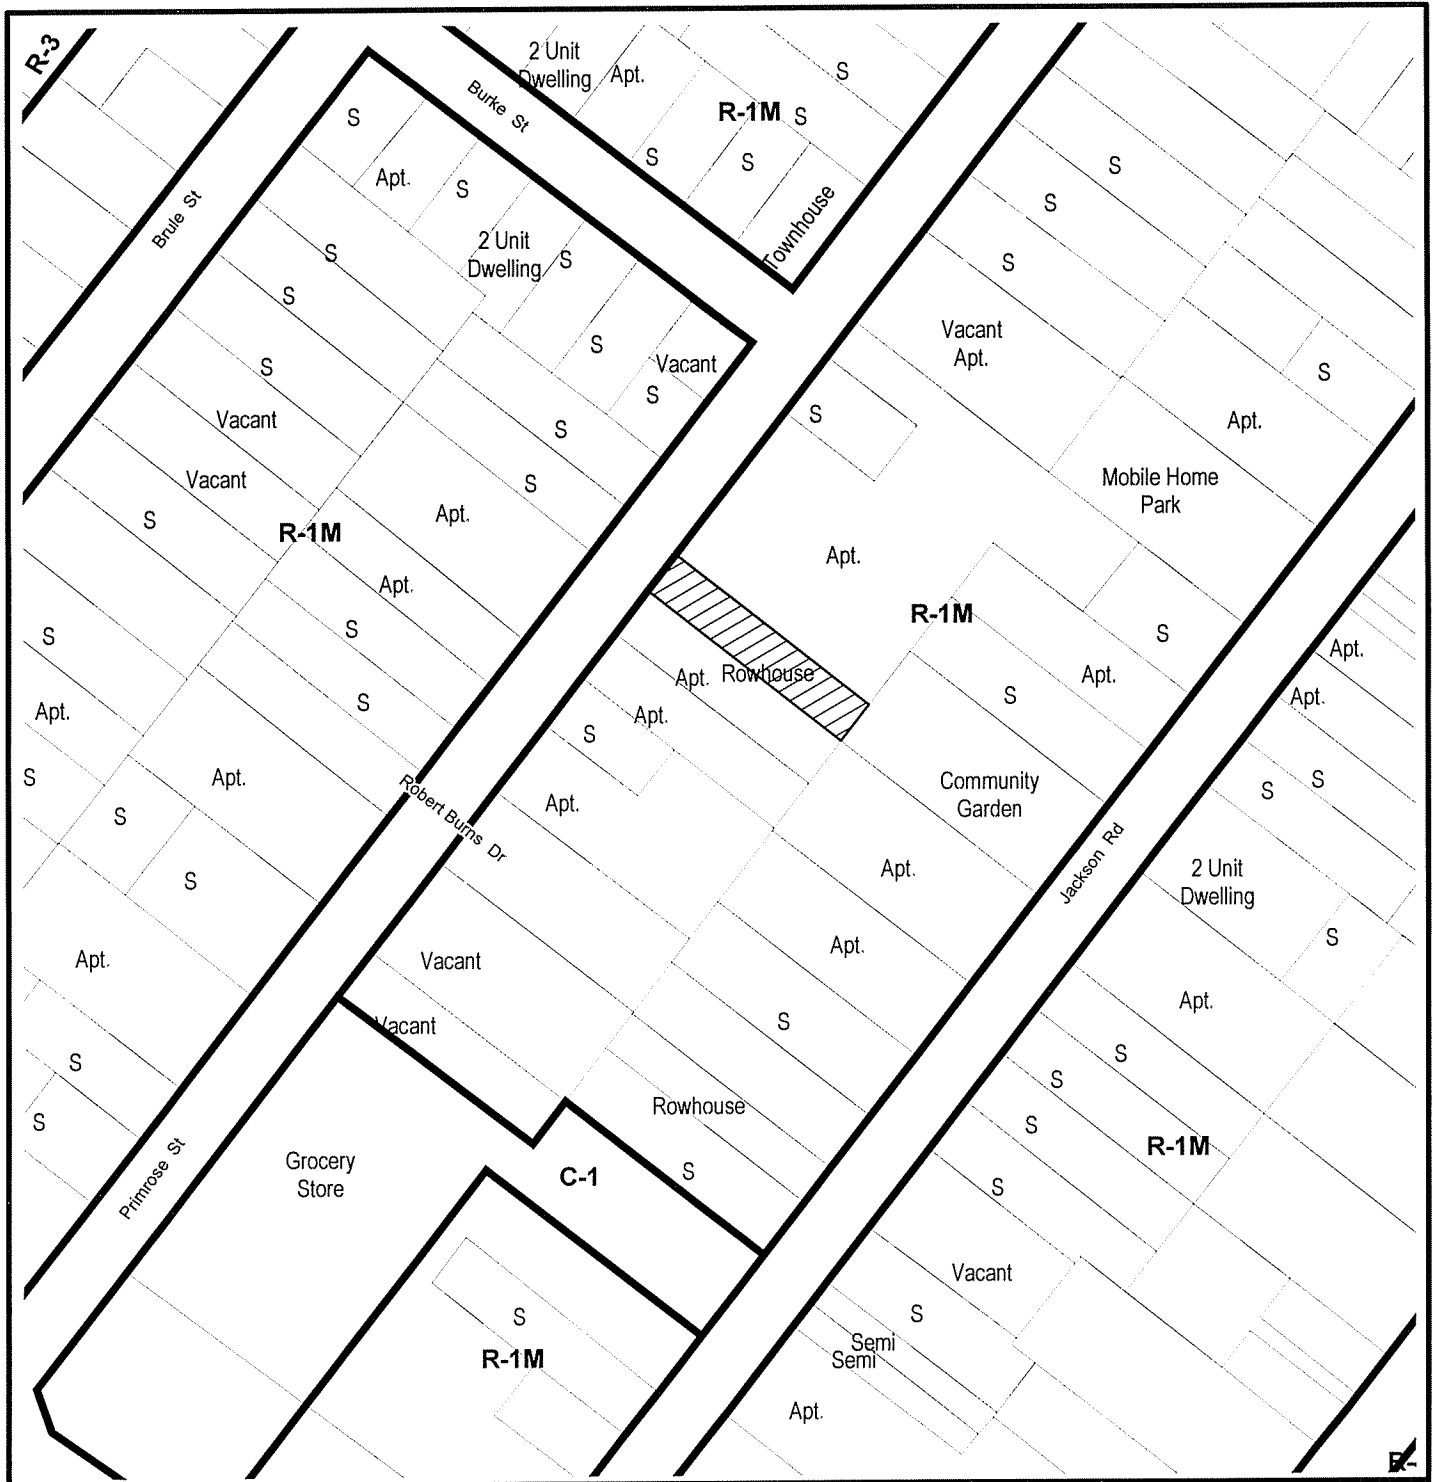 R-3
2 Unit
Dwelling
Apt.
S
Burke St
R-1M
S
S
S
S
Apt.
S
Townhouse
Brule St
2 Unit
Dwelling
S
S
S
S
S
S
S
S
S
Vacant
S
Vacant
Apt.
S
S
Vacant
S
S
Apt.
Mobile Home
Park
Vacant
S
Apt.
S
R-1M
Apt.
Apt.
R-1M
S
S
S
Apt.
Apt.
Rowhouse
Apt.
S
Apt.
S
Apt.
Apt.
S
S
Apt.
Robert Burns Dr
Apt.
Community
Garden
S
S
S
S
Jackson Rd
Apt.
2 Unit
Dwelling
S
Apt.
Vacant
Apt.
S
Apt.
Vacant
S
S
S
S
S
Rowhouse
S
R-1M
Primrose St
Grocery
Store
C-1
S
S
Vacant
S
S
R-1M
Semi
Semi
Apt.
R-